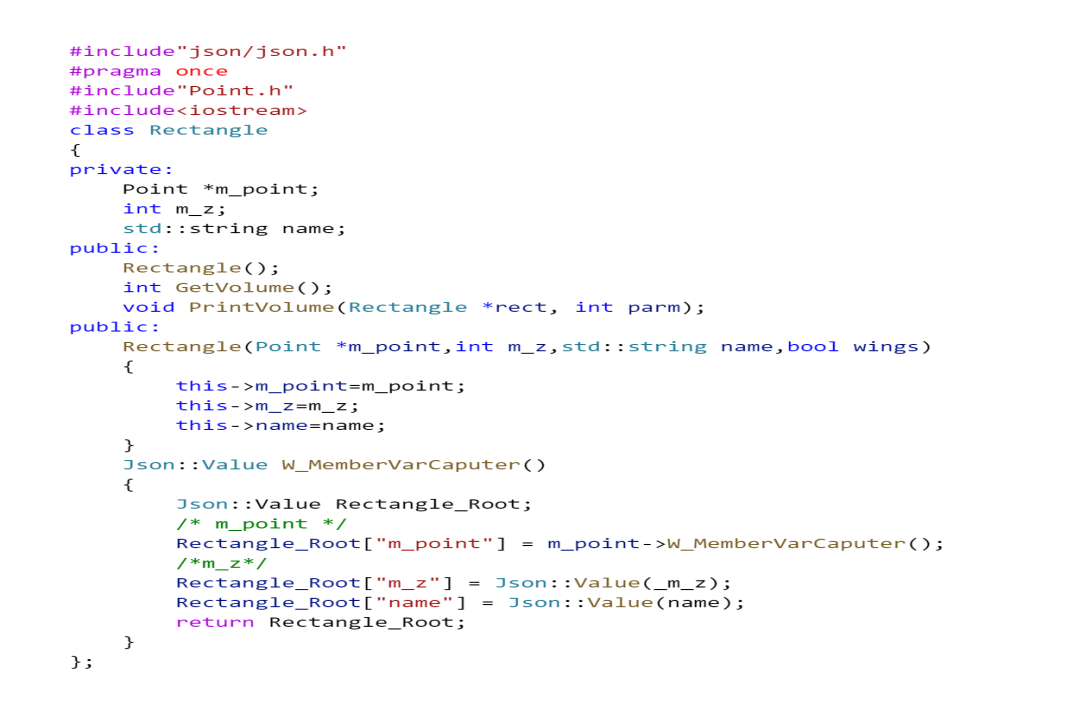 #include"json/json.h"
#pragma once
#include"Point.h"
#include<iostream>
class Rectangle
{
private:
    Point *m_point;
    int m_z;
    std::string name;
public:
    Rectangle();
    int GetVolume();
    void PrintVolume(Rectangle *rect, int parm);
public:
    Rectangle(Point *m_point,int m_z,std::string name,bool wings)
    {
        this->m_point=m_point;
        this->m_z=m_z;
        this->name=name;
    }
    Json::Value W_MemberVarCaputer()
    {
        Json::Value Rectangle_Root;
        /* m_point */
        Rectangle_Root["m_point"] = m_point->W_MemberVarCaputer();
        /*m_z*/
        Rectangle_Root["m_z"] = Json::Value(_m_z);
        Rectangle_Root["name"] = Json::Value(name);
        return Rectangle_Root;
    }
};